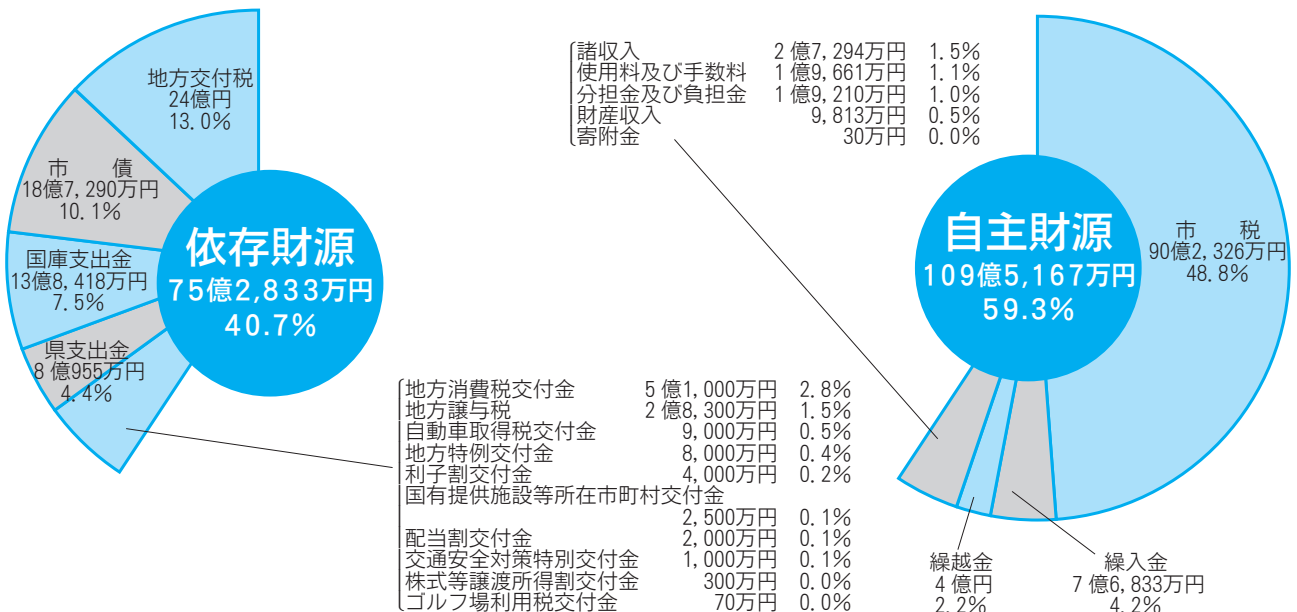 地方交付税
24億円
13.0%
市　債
18億7,290万円
10.1%
国庫支出金
13億8,418万円
7.5%
県支出金
8億955万円
4.4%
依存財源
75億2,833万円
40.7%
地方消費税交付金 5億1,000万円 2.8%
地方譲与税 2億8,300万円 1.5%
自動車取得税交付金 9,000万円 0.5%
地方特例交付金 8,000万円 0.4%
利子割交付金 4,000万円 0.2%
国有提供施設等所在市町村交付金
2,500万円 0.1%
配当割交付金 2,000万円 0.1%
交通安全対策特別交付金 1,000万円 0.1%
株式等譲渡所得割交付金 300万円 0.0%
ゴルフ場利用税交付金 70万円 0.0%
諸収入 2億7,294万円 1.5%
使用料及び手数料 1億9,661万円 1.1%
分担金及び負担金 1億9,210万円 1.0%
財産収入 9,813万円 0.5%
寄附金 30万円 0.0%
自主財源
109億5,167万円
59.3%
市　税
90億2,326万円
48.8%
繰越金
4億円
2.2%
繰入金
7億6,833万円
4.2%